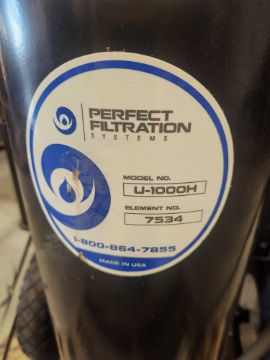 PERFECT
FILTRATION
SYSTEMS
MODEL NO.
U-1000H
ELEMENT NO.
7534
1-800-864-7855
MADE IN USA